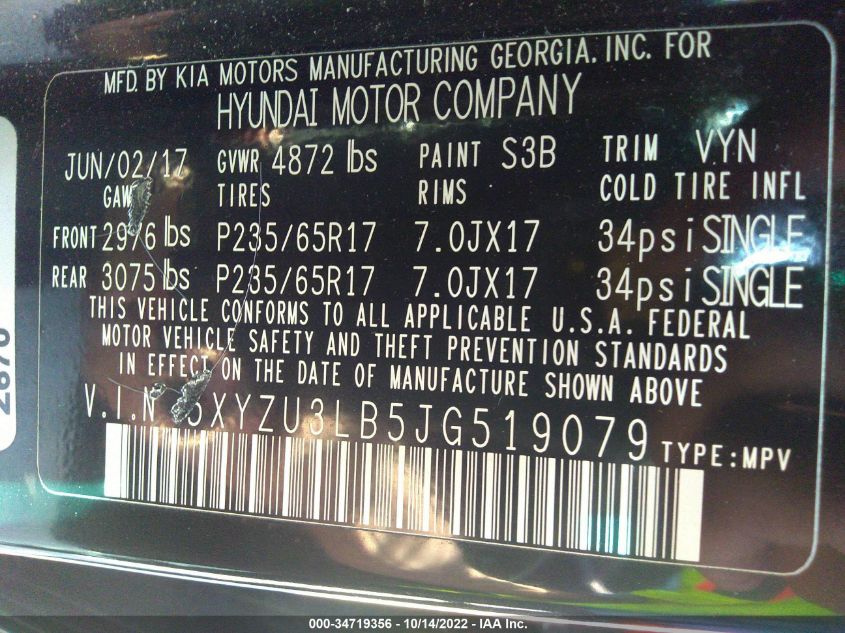 MFD. BY KIA MOTORS MANUFACTURING GEORGIA. INC. FOR
HYUNDAI MOTOR COMPANY
JUN/02/17 GVWR 4872 lbs PAINT S3B TRIM VYN
GAW TIRES RIMS COLD TIRE INFL
FRONT 2976 lbs P235/65R17 7.0JX17 34psi SINGLE
REAR 3075 lbs P235/65R17 7.0JX17 34psi SINGLE
THIS VEHICLE CONFORMS TO ALL APPLICABLE U.S.A. FEDERAL
MOTOR VEHICLE SAFETY AND THEFT PREVENTION STANDARDS
IN EFFECT ON THE DATE OF MANUFACTURE SHOWN ABOVE
V.I.N 5XYZU3LB5JG519079 TYPE:MPV
000-34719356 - 10/14/2022 - IAA Inc.